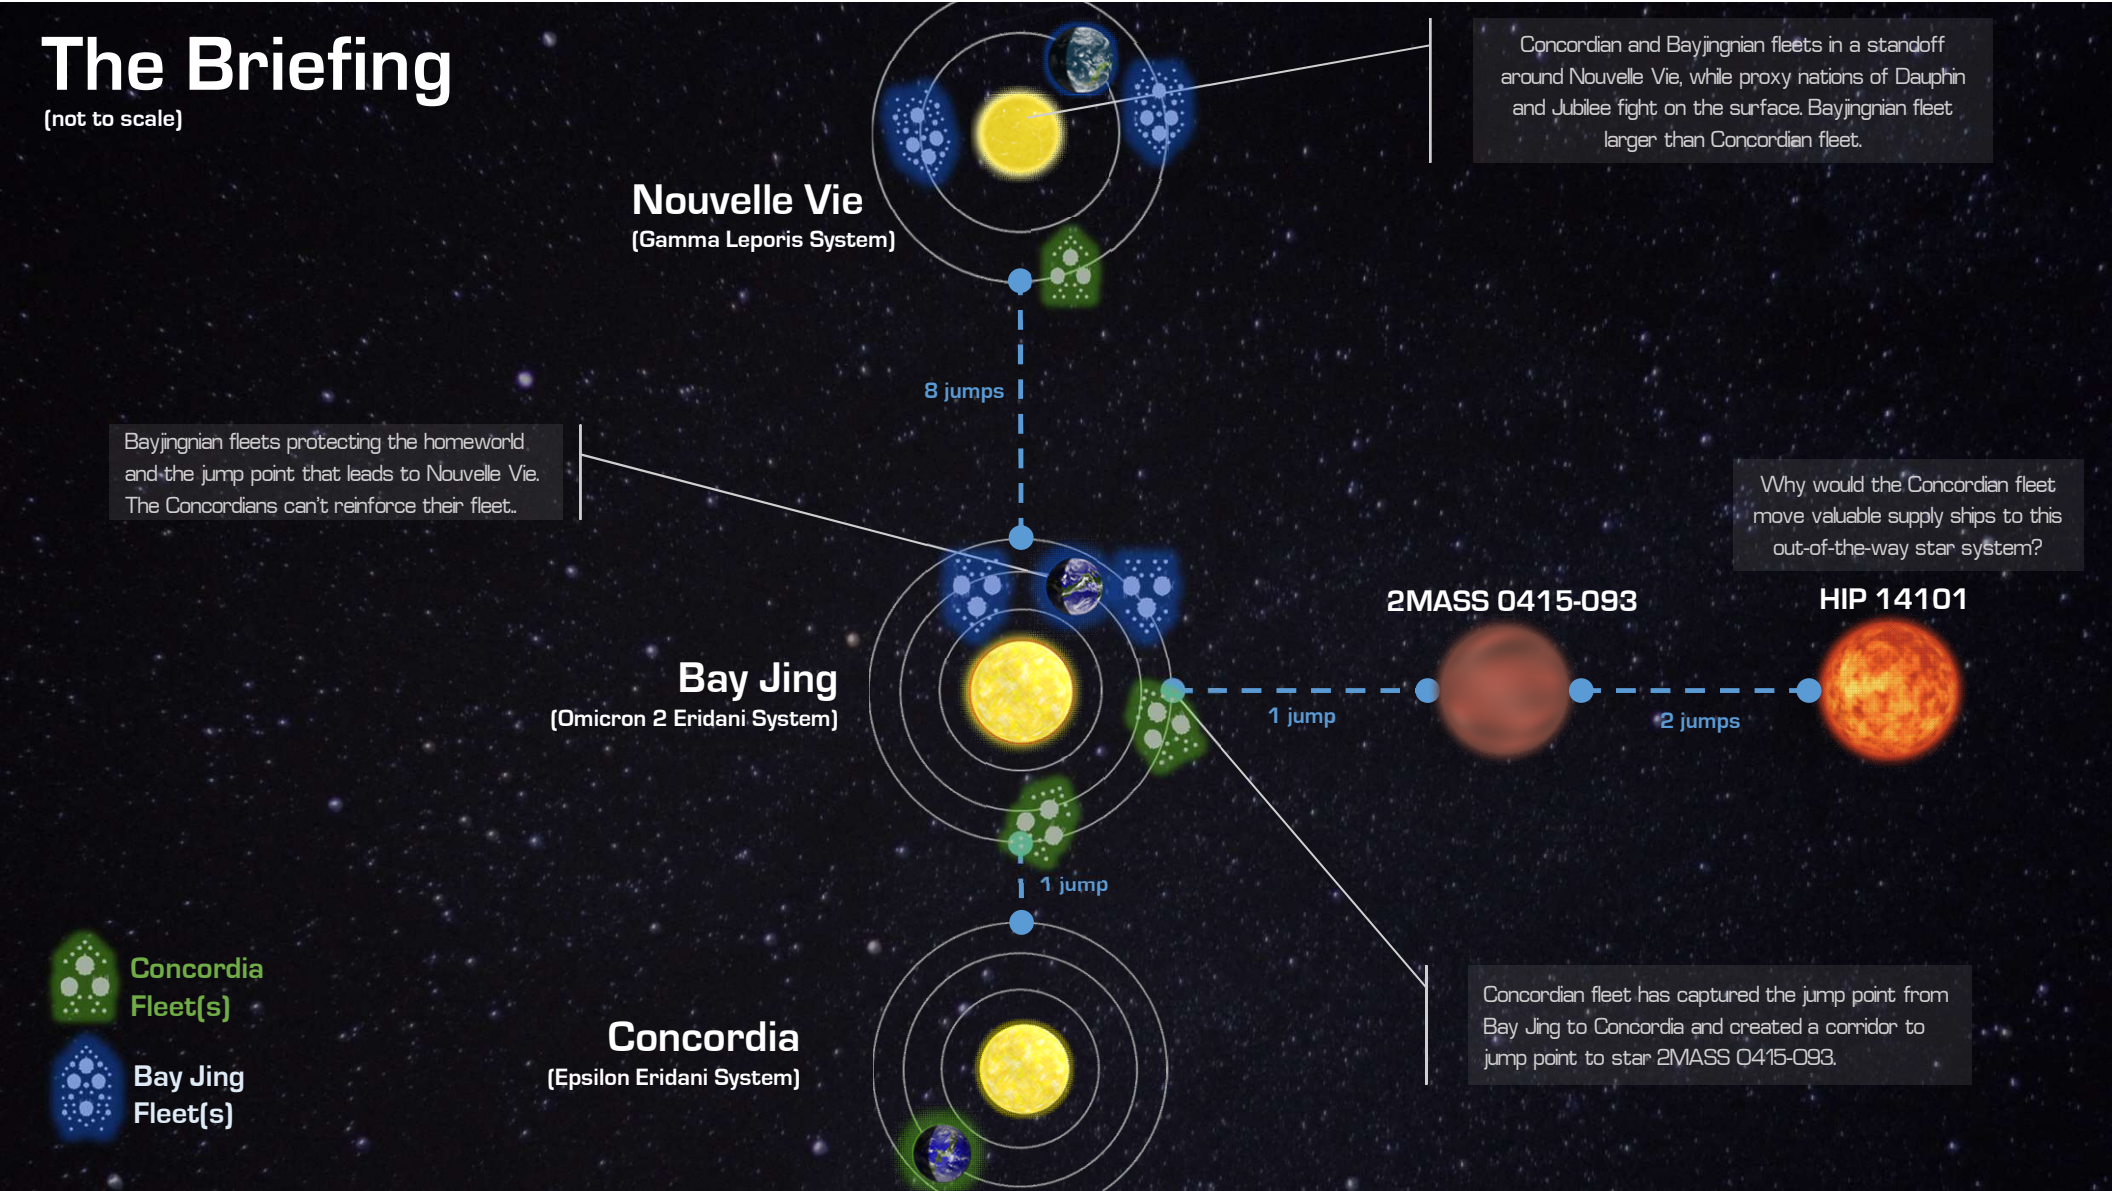 The Briefing
(not to scale)
Concordian and Bayjingnian fleets in a standoff
around Nouvelle Vie, while proxy nations of Dauphin
and Jubilee fight on the surface. Bayjingnian fleet
larger than Concordian fleet.
Nouvelle Vie
(Gamma Leporis System)
8 jumps
Bayjingnian fleets protecting the homeworld
and the jump point that leads to Nouvelle Vie.
The Concordians can't reinforce their fleet..
Why would the Concordian fleet
move valuable supply ships to this
out-of-the-way star system?
2MASS 0415-093
HIP 14101
Bay Jing
(Omicron 2 Eridani System)
1 jump
2 jumps
1 jump
Concordia
Fleet(s)
Bay Jing
Fleet(s)
Concordia
(Epsilon Eridani System)
Concordian fleet has captured the jump point from
Bay Jing to Concordia and created a corridor to
jump point to star 2MASS 0415-093.